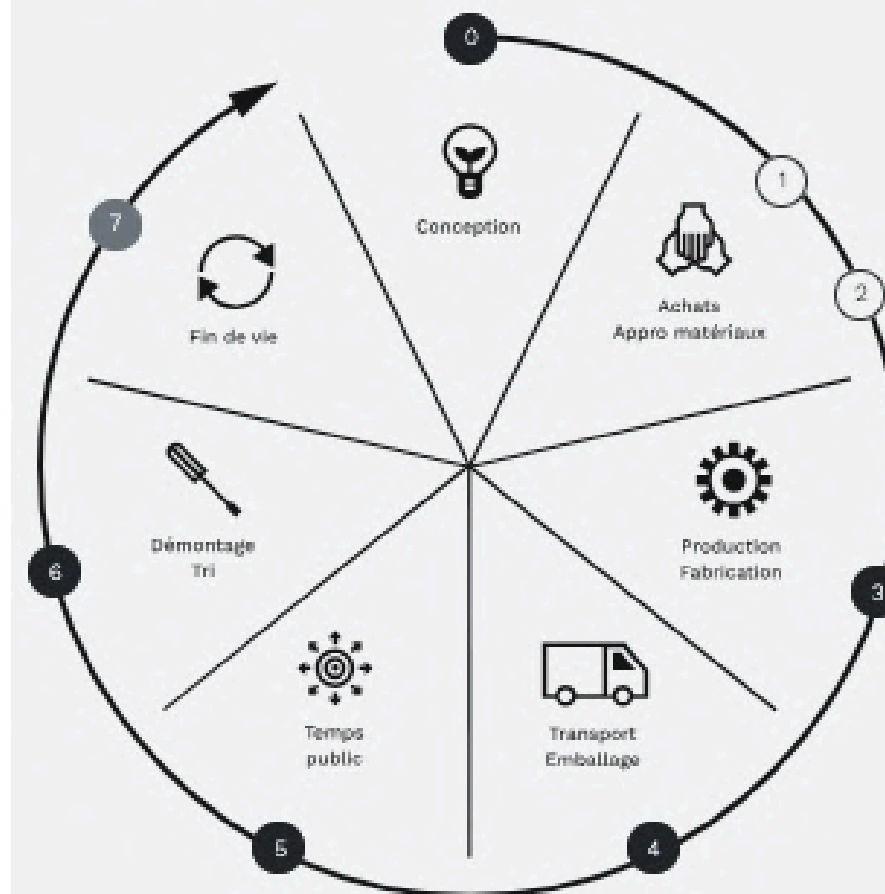 0
Conception
1
Achats
Appro matériaux
2
Production
Fabrication
3
Transport
Emballage
4
Temps
public
5
Démontage
Tri
6
Fin de vie
7